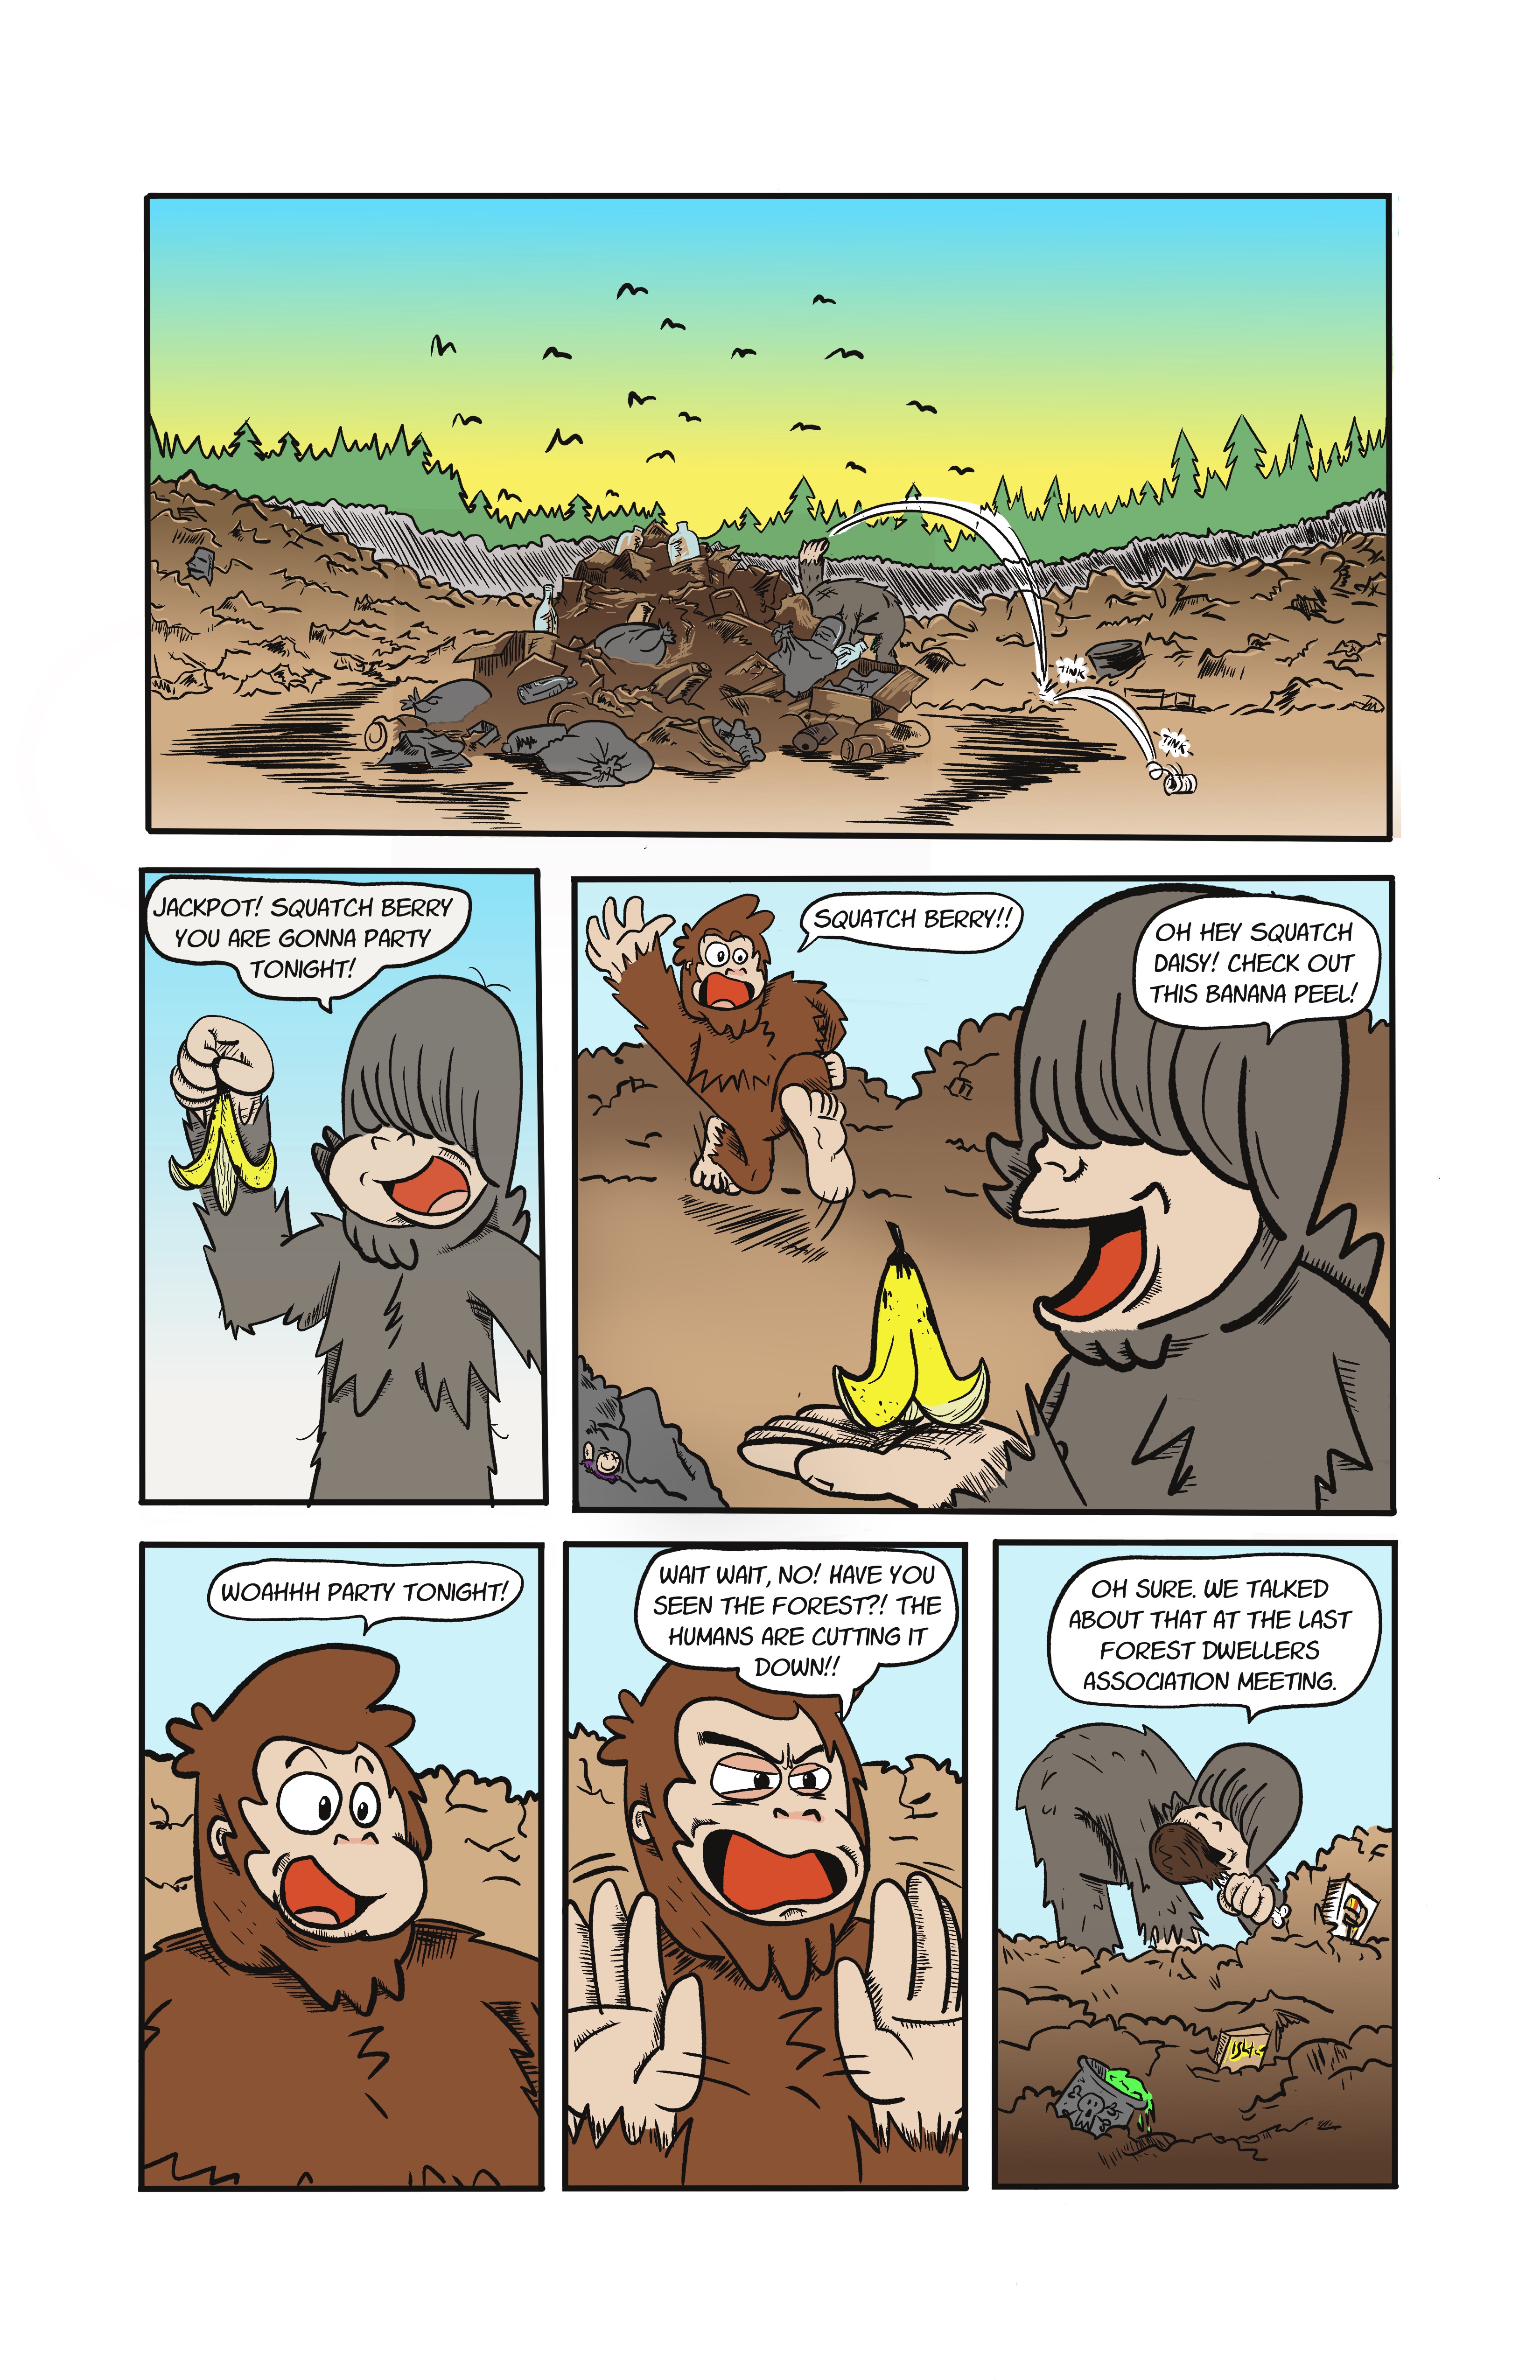 TINK
TINK
JACKPOT! SQUATCH BERRY
YOU ARE GONNA PARTY
TONIGHT!
SQUATCH BERRY!!
OH HEY SQUATCH
DAISY! CHECK OUT
THIS BANANA PEEL!
WOAHHH PARTY TONIGHT!
WAIT WAIT, NO! HAVE YOU
SEEN THE FOREST?! THE
HUMANS ARE CUTTING IT
DOWN!!
OH SURE. WE TALKED
ABOUT THAT AT THE LAST
FOREST DWELLERS
ASSOCIATION MEETING.